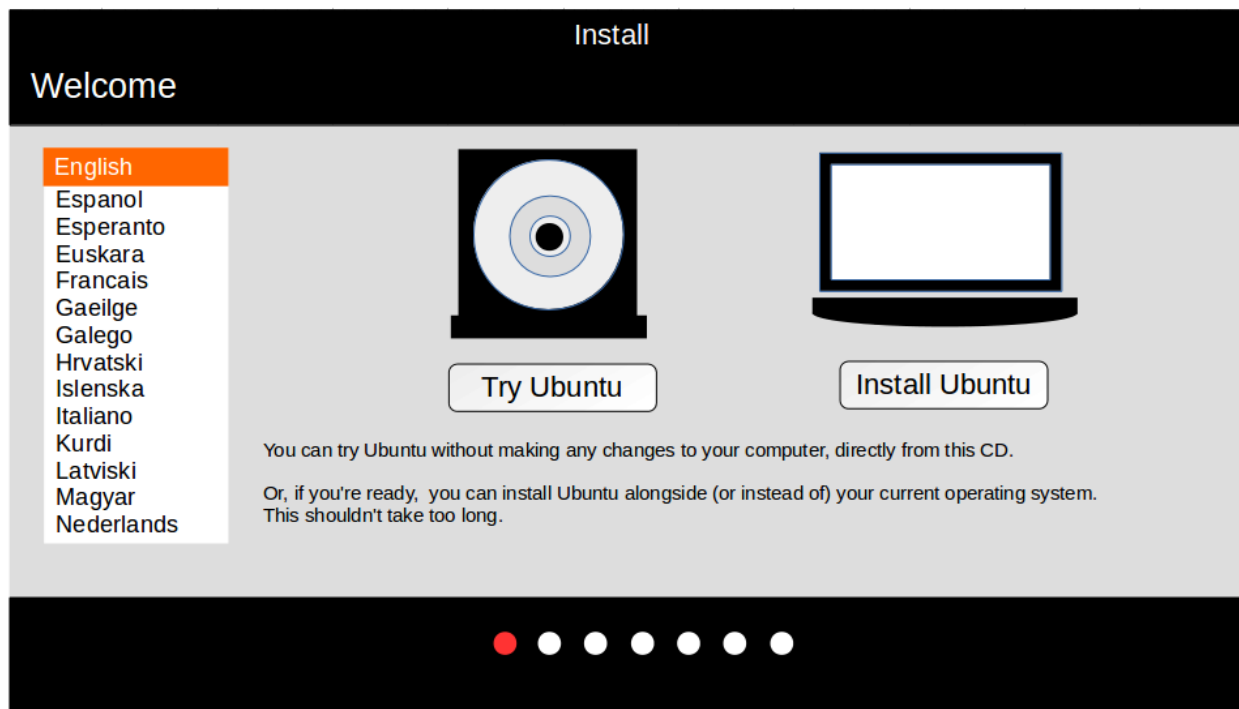 Install
Welcome
English
Espanol
Esperanto
Euskara
Francais
Gaeilge
Galego
Hrvatski
Islenska
Italiano
Kurdi
Latviski
Magyar
Nederlands
Try Ubuntu
Install Ubuntu
You can try Ubuntu without making any changes to your computer, directly from this CD.
Or, if you're ready,  you can install Ubuntu alongside (or instead of) your current operating system.
This shouldn't take too long.